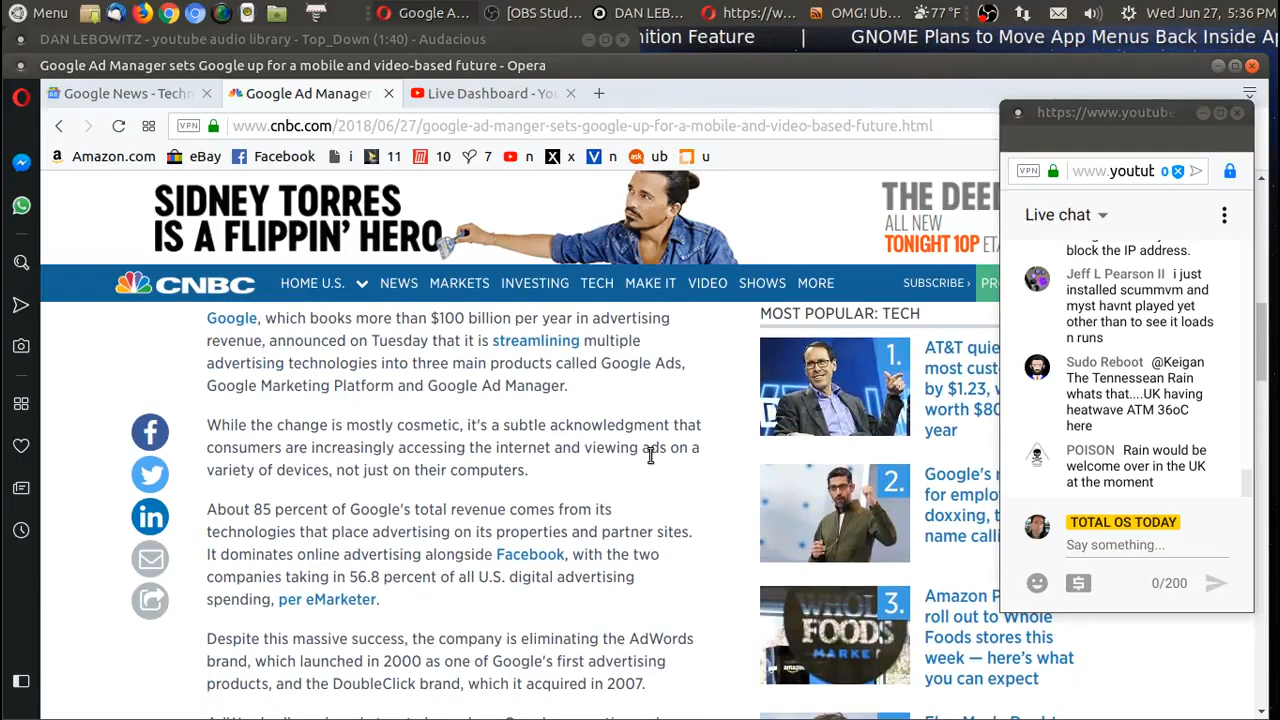 Menu
Google A...
[OBS Stud...
DAN LEB...
https://w...
OMG! Ub...
77 °F
Wed Jun 27, 5:36 PM
DAN LEBOWITZ - youtube audio library - Top_Down (1:40) - Audacious
nition Feature | GNOME Plans to Move App Menus Back Inside Ap
Google Ad Manager sets Google up for a mobile and video-based future - Opera
Google News - Techn
Google Ad Manager
Live Dashboard - Yo
VPN
www.cnbc.com/2018/06/27/google-ad-manger-sets-google-up-for-a-mobile-and-video-based-future.html
Amazon.com
eBay
Facebook
i
11
10
7
n
x
n
ub
u
SIDNEY TORRES
IS A FLIPPIN' HERO
THE DEE
ALL NEW
TONIGHT 10P ET
CNBC
HOME U.S.
NEWS
MARKETS
INVESTING
TECH
MAKE IT
VIDEO
SHOWS
MORE
SUBSCRIBE ›
PR
Google, which books more than $100 billion per year in advertising
revenue, announced on Tuesday that it is streamlining multiple
advertising technologies into three main products called Google Ads,
Google Marketing Platform and Google Ad Manager.
While the change is mostly cosmetic, it's a subtle acknowledgment that
consumers are increasingly accessing the internet and viewing ads on a
variety of devices, not just on their computers.
About 85 percent of Google's total revenue comes from its
technologies that place advertising on its properties and partner sites.
It dominates online advertising alongside Facebook, with the two
companies taking in 56.8 percent of all U.S. digital advertising
spending, per eMarketer.
Despite this massive success, the company is eliminating the AdWords
brand, which launched in 2000 as one of Google's first advertising
products, and the DoubleClick brand, which it acquired in 2007.
MOST POPULAR: TECH
1.
AT&T quie
most custo
by $1.23, w
worth $80
year
2.
Google's n
for employ
doxxing, t
name calli
3.
WHOLE
FOODS
MARKE
Amazon P
roll out to Whole
Foods stores this
week — here's what
you can expect
https://www.youtube
VPN
www.youtub
0
Live chat
block the IP address.
Jeff L Pearson II i just
installed scummvm and
myst havnt played yet
other than to see it loads
n runs
Sudo Reboot @Keigan
The Tennessean Rain
whats that....UK having
heatwave ATM 36oC
here
POISON Rain would be
welcome over in the UK
at the moment
TOTAL OS TODAY
Say something...
0/200